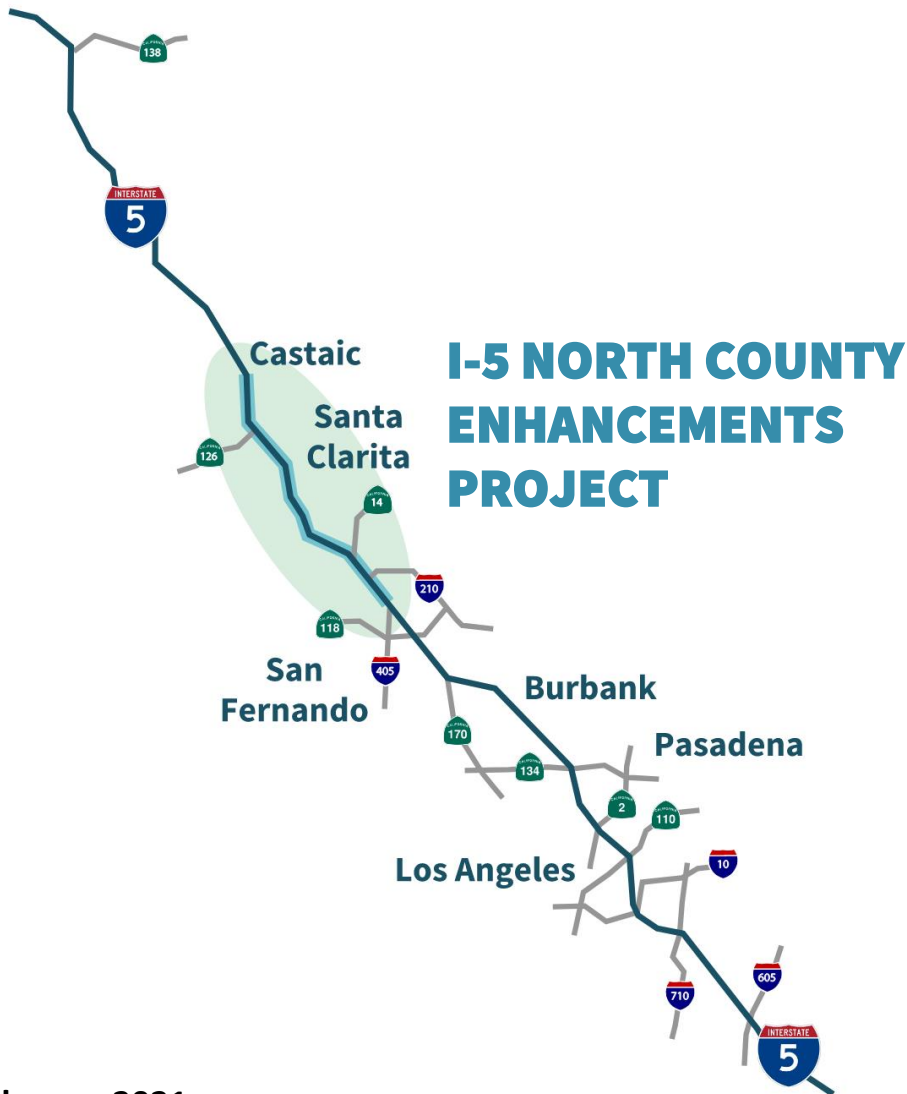 138
INTERSTATE
5
Castaic
I-5 NORTH COUNTY
ENHANCEMENTS
PROJECT
Santa
Clarita
126
14
210
118
405
San
Fernando
Burbank
170
Pasadena
134
2
110
Los Angeles
10
605
710
INTERSTATE
5
2021